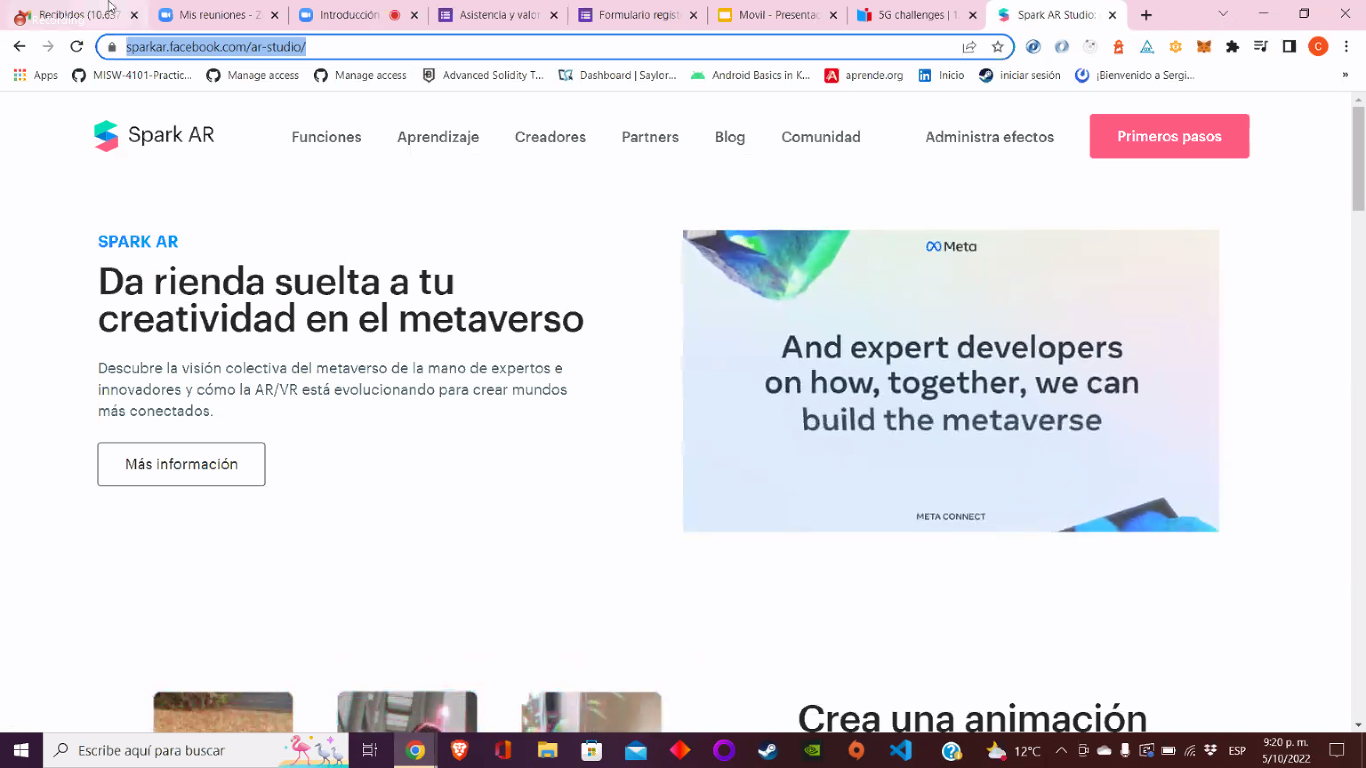 Recibidos (10.637
Mis reuniones - Z
Introducción
Asistencia y valor
Formulario regist
Movil - Presentac
5G challenges | 1
Spark AR Studio:
sparkar.facebook.com/ar-studio/
Apps
MISW-4101-Practic...
Manage access
Manage access
Advanced Solidity T...
Dashboard | Saylor...
Android Basics in K...
aprende.org
Inicio
iniciar sesión
¡Bienvenido a Sergi...
»
Spark AR
Funciones
Aprendizaje
Creadores
Partners
Blog
Comunidad
Administra efectos
Primeros pasos
SPARK AR
Da rienda suelta a tu
creatividad en el metaverso
Descubre la visión colectiva del metaverso de la mano de expertos e
innovadores y cómo la AR/VR está evolucionando para crear mundos
más conectados.
Más información
Meta
And expert developers
on how, together, we can
build the metaverse
META CONNECT
Crea una animación
Escribe aquí para buscar
12°C
ESP
9:20 p. m.
5/10/2022